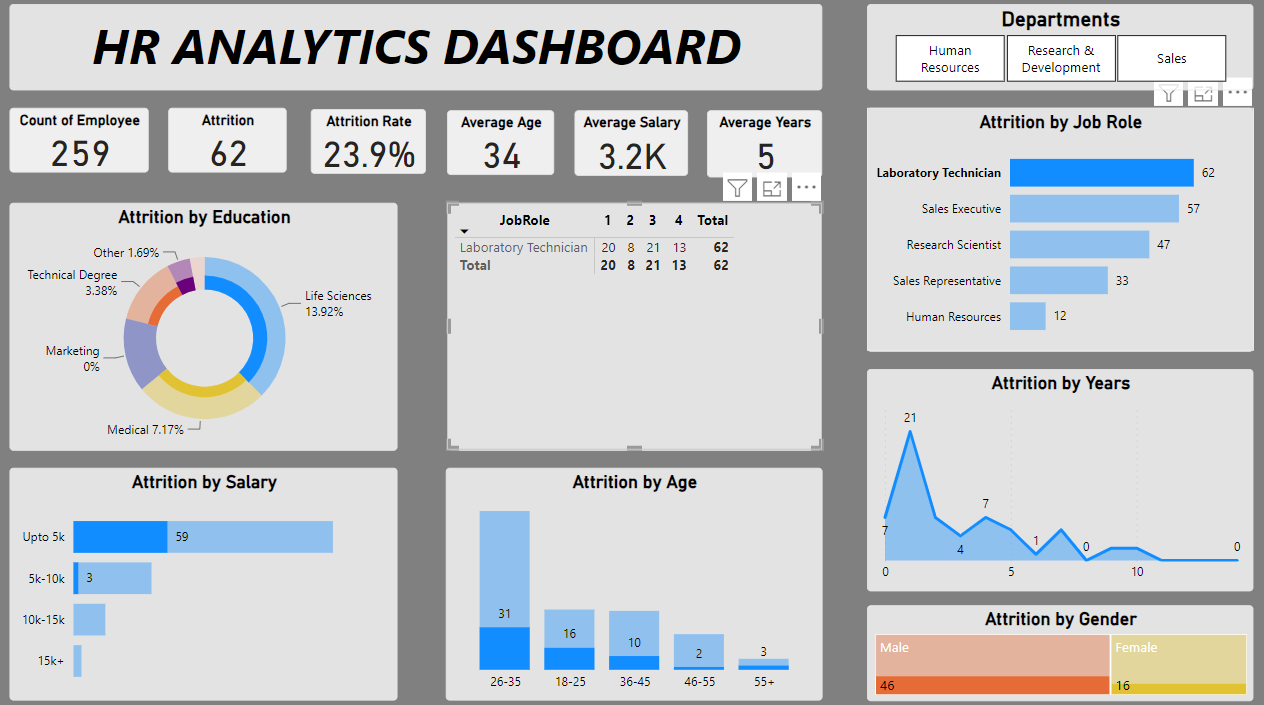 HR ANALYTICS DASHBOARD
Departments
Human
Resources
Research &
Development
Sales
Count of Employee
259
Attrition
62
Attrition Rate
23.9%
Average Age
34
Average Salary
3.2K
Average Years
5
Attrition by Job Role
Laboratory Technician 62
Sales Executive 57
Research Scientist 47
Sales Representative 33
Human Resources 12
Attrition by Education
Other 1.69%
Technical Degree
3.38%
Life Sciences
13.92%
Marketing
0%
Medical 7.17%
JobRole 1 2 3 4 Total
Laboratory Technician 20 8 21 13 62
Total 20 8 21 13 62
Attrition by Years
21
7
7
4
1
0
0
0 5 10
Attrition by Salary
Upto 5k 59
5k-10k 3
10k-15k
15k+
Attrition by Age
31 16 10 2 3
26-35 18-25 36-45 46-55 55+
Attrition by Gender
Male Female
46 16